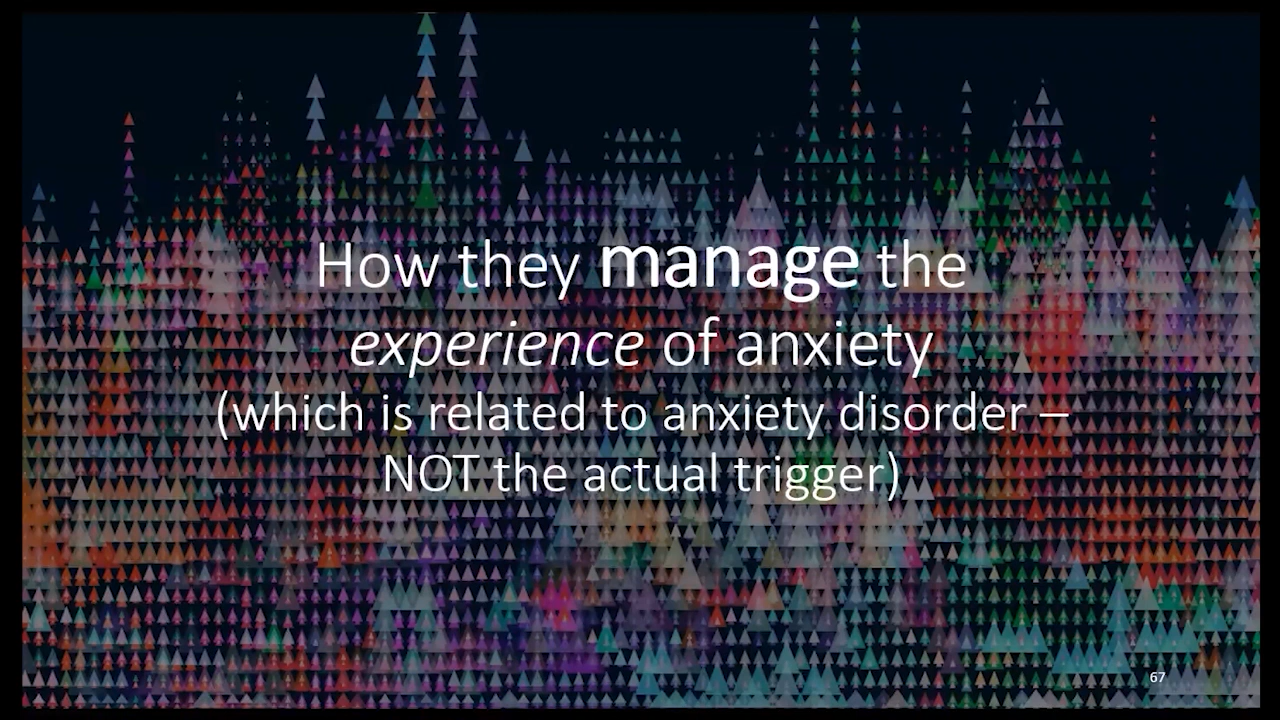 How they manage the
experience of anxiety
(which is related to anxiety disorder –
NOT the actual trigger)
67